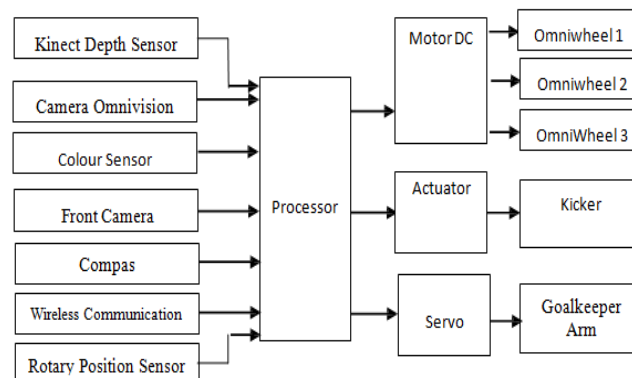 Kinect Depth Sensor
Camera Omnivision
Colour Sensor
Front Camera
Compas
Wireless Communication
Rotary Position Sensor
Processor
Motor DC
Actuator
Servo
Omniwheel 1
Omniwheel 2
OmniWheel 3
Kicker
Goalkeeper
Arm